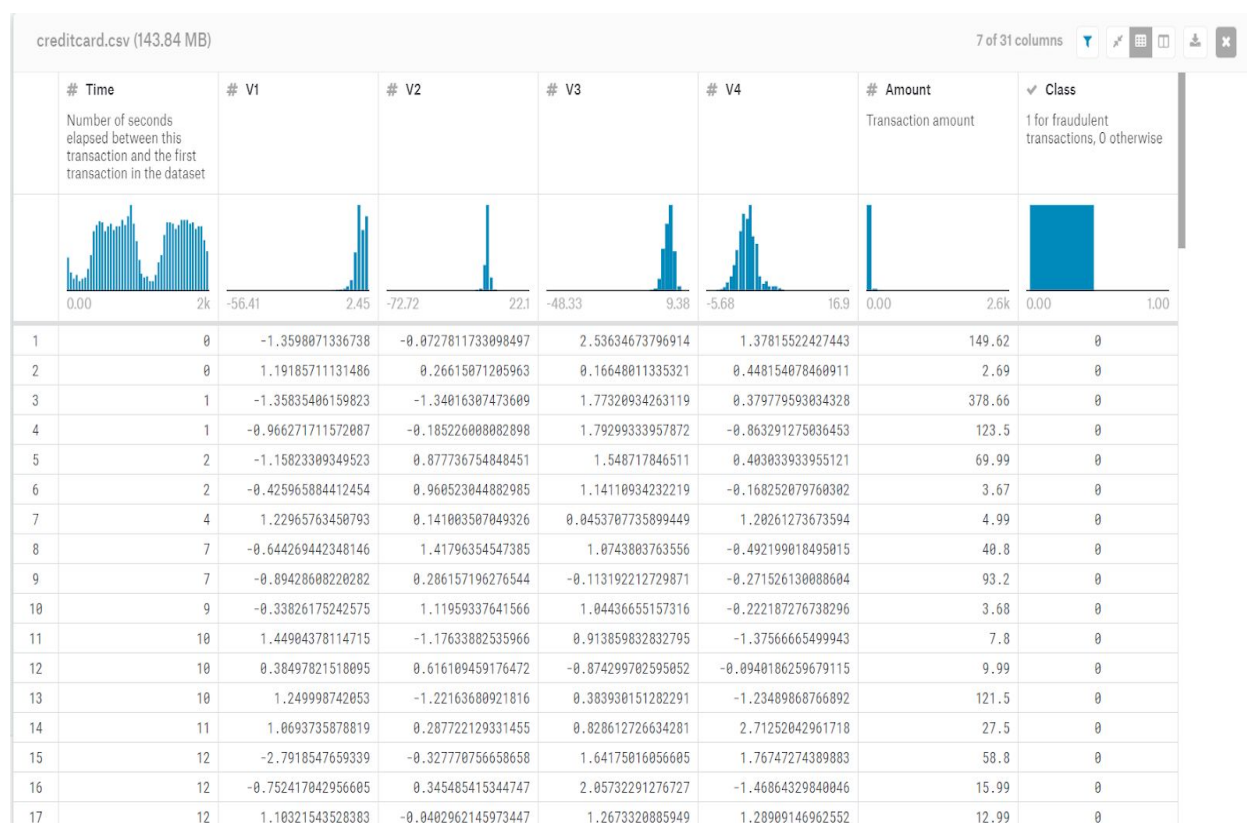 creditcard.csv (143.84 MB)
7 of 31 columns
# Time # V1 # V2 # V3 # V4 # Amount Class
Number of seconds elapsed between this transaction and the first transaction in the dataset
Transaction amount
1 for fraudulent transactions, 0 otherwise
0.00 2k -56.41 2.45 -72.72 22.1 -48.33 9.38 -5.68 16.9 0.00 2.6k 0.00 1.00
1 0 -1.3598071336738 -0.0727811733098497 2.53634673796914 1.37815522427443 149.62 0
2 0 1.19185711131486 0.26615071205963 0.16648011335321 0.448154078460911 2.69 0
3 1 -1.35835406159823 -1.34016307473609 1.77320934263119 0.379779593034328 378.66 0
4 1 -0.966271711572087 -0.185226008082898 1.79299333957872 -0.863291275036453 123.5 0
5 2 -1.15823309349523 0.877736754848451 1.548717846511 0.403033933955121 69.99 0
6 2 -0.425965884412454 0.960523044882985 1.14110934232219 -0.168252079760302 3.67 0
7 4 1.22965763450793 0.141003507049326 0.0453707735899449 1.20261273673594 4.99 0
8 7 -0.644269442348146 1.41796354547385 1.0743803763556 -0.492199018495015 40.8 0
9 7 -0.89428608220282 0.286157196276544 -0.113192212729871 -0.271526130088604 93.2 0
10 9 -0.33826175242575 1.11959337641566 1.04436655157316 -0.222187276738296 3.68 0
11 10 1.44904378114715 -1.17633882535966 0.913859832832795 -1.37566665499943 7.8 0
12 10 0.38497821518095 0.616109459176472 -0.874299702595052 -0.0940186259679115 9.99 0
13 10 1.249998742053 -1.22163680921816 0.383930151282291 -1.23489868766892 121.5 0
14 11 1.0693735878819 0.287722129331455 0.828612726634281 2.71252042961718 27.5 0
15 12 -2.7918547659339 -0.327770756658658 1.64175016056605 1.76747274389883 58.8 0
16 12 -0.752417042956605 0.345485415344747 2.05732291276727 -1.46864329840046 15.99 0
17 12 1.10321543528383 -0.0402962145973447 1.2673320885949 1.28909146962552 12.99 0